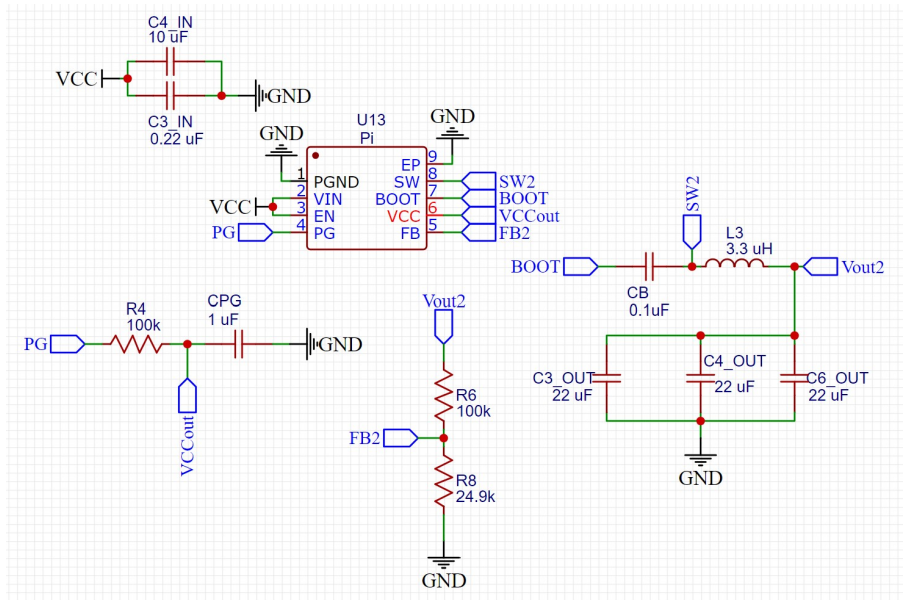 C4_IN
10 uF
VCC
GND
C3_IN
0.22 uF
GND
U13
Pi
GND
1 PGND
2 VIN
3 EN
4 PG
EP 9
SW 8
BOOT 7
VCC 6
FB 5
VCC
PG
SW2
BOOT
VCCout
FB2
SW2
L3
3.3 uH
BOOT
Vout2
CB
0.1uF
R4
100k
CPG
1 uF
PG
GND
VCCout
Vout2
R6
100k
FB2
R8
24.9k
GND
C3_OUT
22 uF
C4_OUT
22 uF
C6_OUT
22 uF
GND